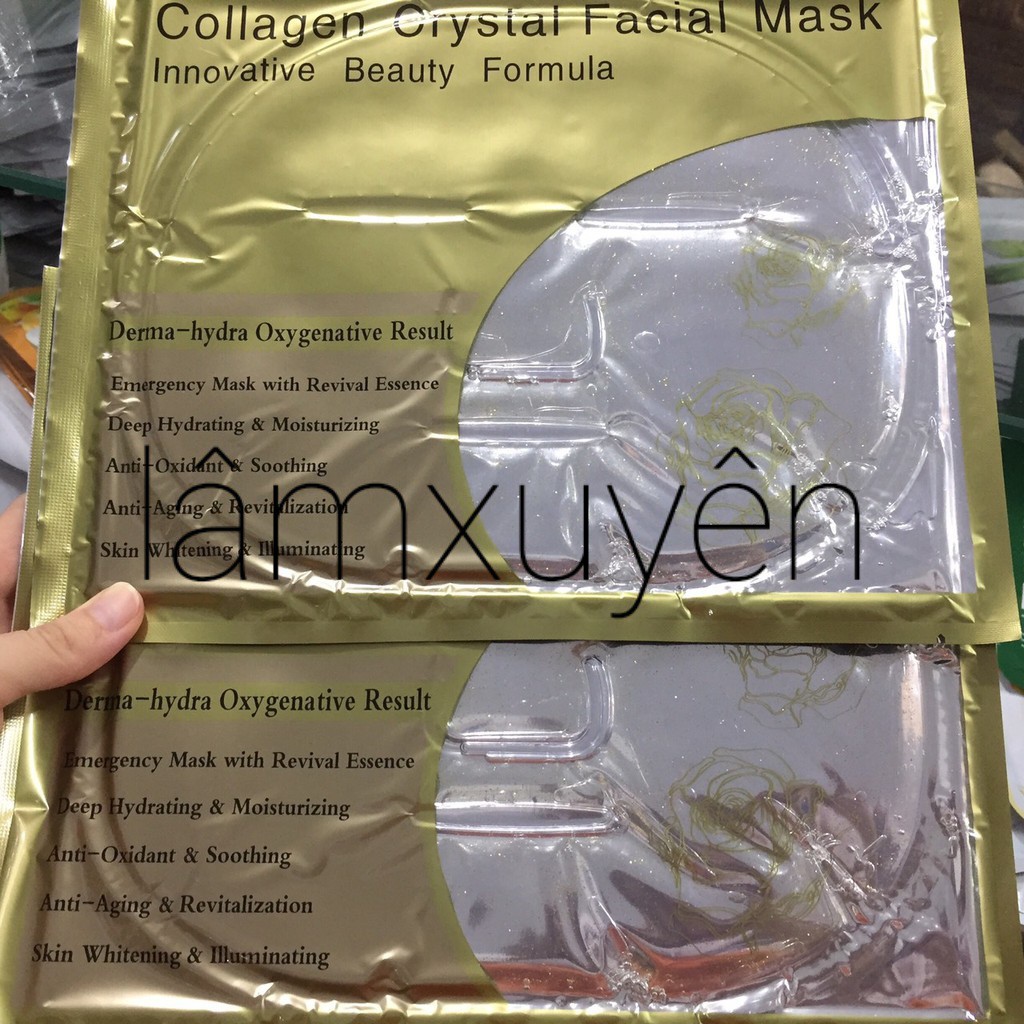 Collagen Crystal Facial Mask
Innovative Beauty Formula
Derma-hydra Oxygenative Result
Emergency Mask with Revival Essence
Deep Hydrating & Moisturizing
Anti-Oxidant & Soothing
Anti-Aging & Revitalization
Skin Whitening & Illuminating
lâmxuyên
Derma-hydra Oxygenative Result
Emergency Mask with Revival Essence
Deep Hydrating & Moisturizing
Anti-Oxidant & Soothing
Anti-Aging & Revitalization
Skin Whitening & Illuminating